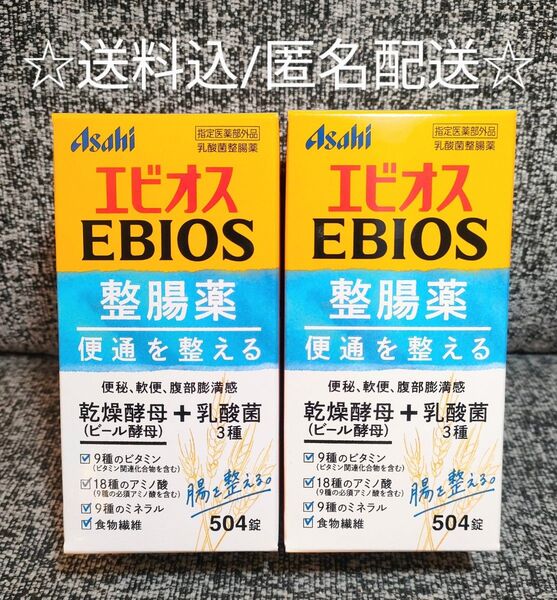 ☆送料込/匿名配送☆
Asahi
指定医薬部外品
乳酸菌整腸薬
エビオス
EBIOS
整腸薬
便通を整える
便秘、軟便、腹部膨満感
乾燥酵母+乳酸菌
(ビール酵母) 3種
9種のビタミン
(ビタミン関連化合物を含む)
18種のアミノ酸
(9種の必須アミノ酸を含む)
9種のミネラル
食物繊維
腸を整える。
504錠
Asahi
指定医薬部外品
乳酸菌整腸薬
エビオス
EBIOS
整腸薬
便通を整える
便秘、軟便、腹部膨満感
乾燥酵母+乳酸菌
(ビール酵母) 3種
9種のビタミン
(ビタミン関連化合物を含む)
18種のアミノ酸
(9種の必須アミノ酸を含む)
9種のミネラル
食物繊維
腸を整える。
504錠